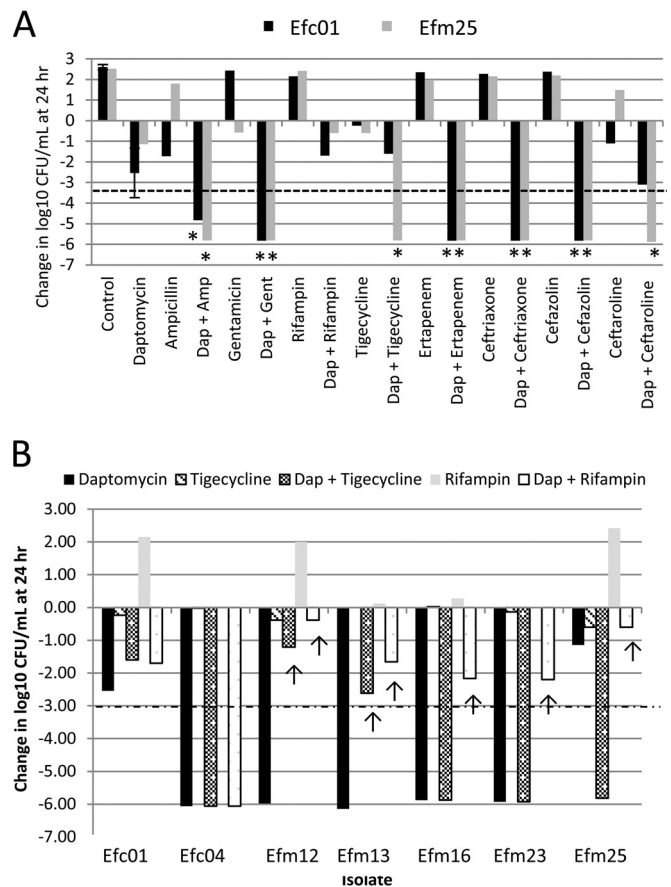 A
Efc01 Efm25
Change in log10 CFU/mL at 24 hr
3
2
1
0
-1
-2
-3
-4
-5
-6
-7
*
*
**
*
**
**
**
*
Control
Daptomycin
Ampicillin
Dap + Amp
Gentamicin
Dap + Gent
Rifampin
Dap + Rifampin
Tigecycline
Dap + Tigecycline
Ertapenem
Dap + Ertapenem
Ceftriaxone
Dap + Ceftriaxone
Cefazolin
Dap + Cefazolin
Ceftaroline
Dap + Ceftaroline
B
Daptomycin Tigecycline Dap + Tigecycline Rifampin Dap + Rifampin
Change in log10 CFU/mL at 24 hr
3.00
2.00
1.00
0.00
-1.00
-2.00
-3.00
-4.00
-5.00
-6.00
-7.00
Efc01 Efc04 Efm12 Efm13 Efm16 Efm23 Efm25
Isolate